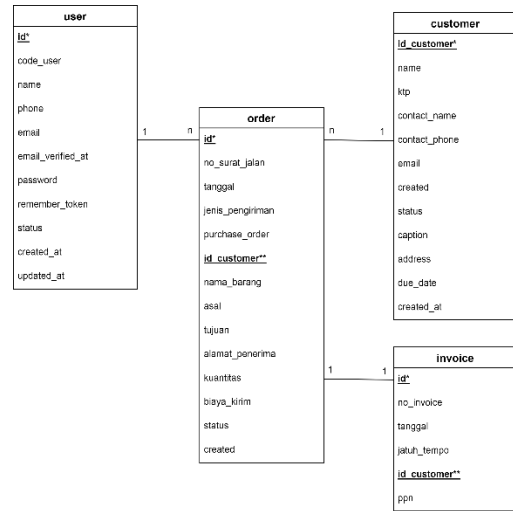 user
id*
code_user
name
phone
email
email_verified_at
password
remember_token
status
created_at
updated_at
1
n
order
id*
no_surat_jalan
tanggal
jenis_pengiriman
purchase_order
id_customer**
nama_barang
asal
tujuan
alamat_penerima
kuantitas
biaya_kirim
status
created
n
1
customer
id_customer*
name
ktp
contact_name
contact_phone
email
created
status
caption
address
due_date
created_at
1
1
invoice
id*
no_invoice
tanggal
jatuh_tempo
id_customer**
ppn